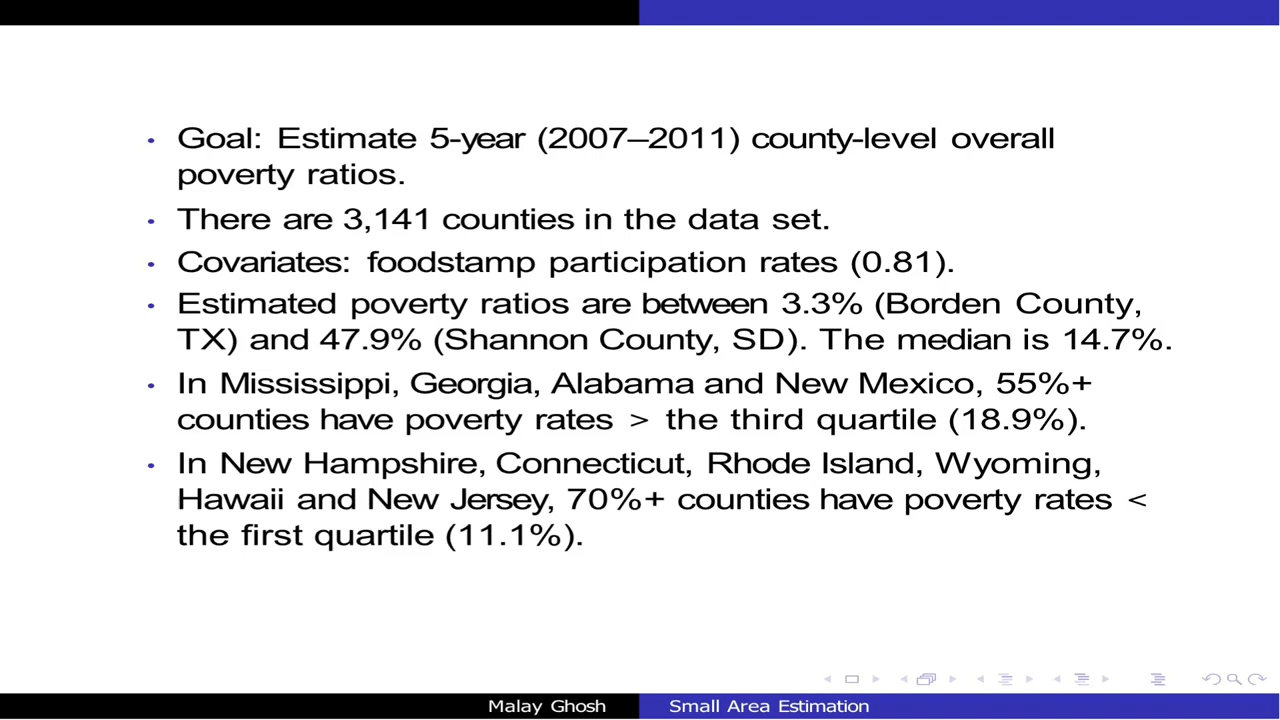 • Goal: Estimate 5-year (2007–2011) county-level overall
poverty ratios.
• There are 3,141 counties in the data set.
• Covariates: foodstamp participation rates (0.81).
• Estimated poverty ratios are between 3.3% (Borden County,
TX) and 47.9% (Shannon County, SD). The median is 14.7%.
• In Mississippi, Georgia, Alabama and New Mexico, 55%+
counties have poverty rates > the third quartile (18.9%).
• In New Hampshire, Connecticut, Rhode Island, Wyoming,
Hawaii and New Jersey, 70%+ counties have poverty rates <
the first quartile (11.1%).
Malay Ghosh Small Area Estimation